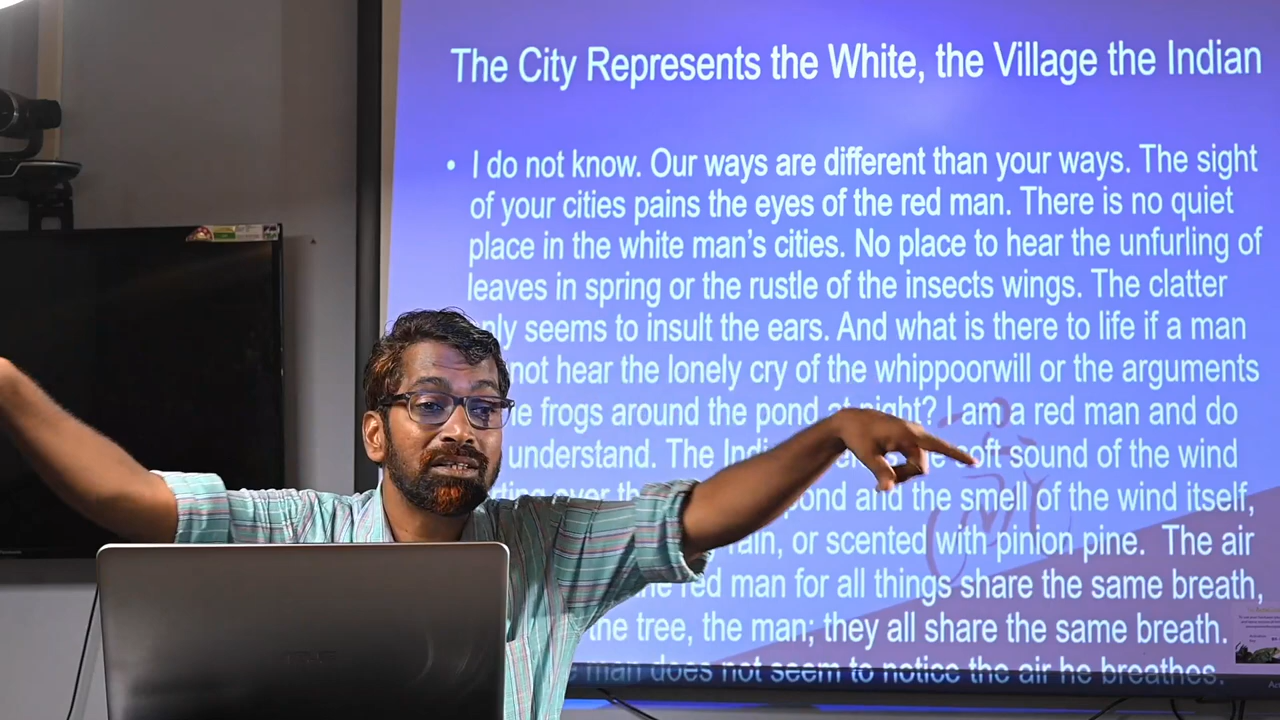 The City Represents the White, the Village the Indian
• I do not know. Our ways are different than your ways. The sight
of your cities pains the eyes of the red man. There is no quiet
place in the white man's cities. No place to hear the unfurling of
leaves in spring or the rustle of the insects wings. The clatter
seems to insult the ears. And what is there to life if a man
not hear the lonely cry of the whippoorwill or the arguments
frogs around the pond at night? I am a red man and do
understand. The soft sound of the wind
over pond and the smell of the wind itself,
rain, or scented with pinion pine. The air
red man for all things share the same breath,
the tree, the man; they all share the same breath.
man does not seem to notice the air he breathes.